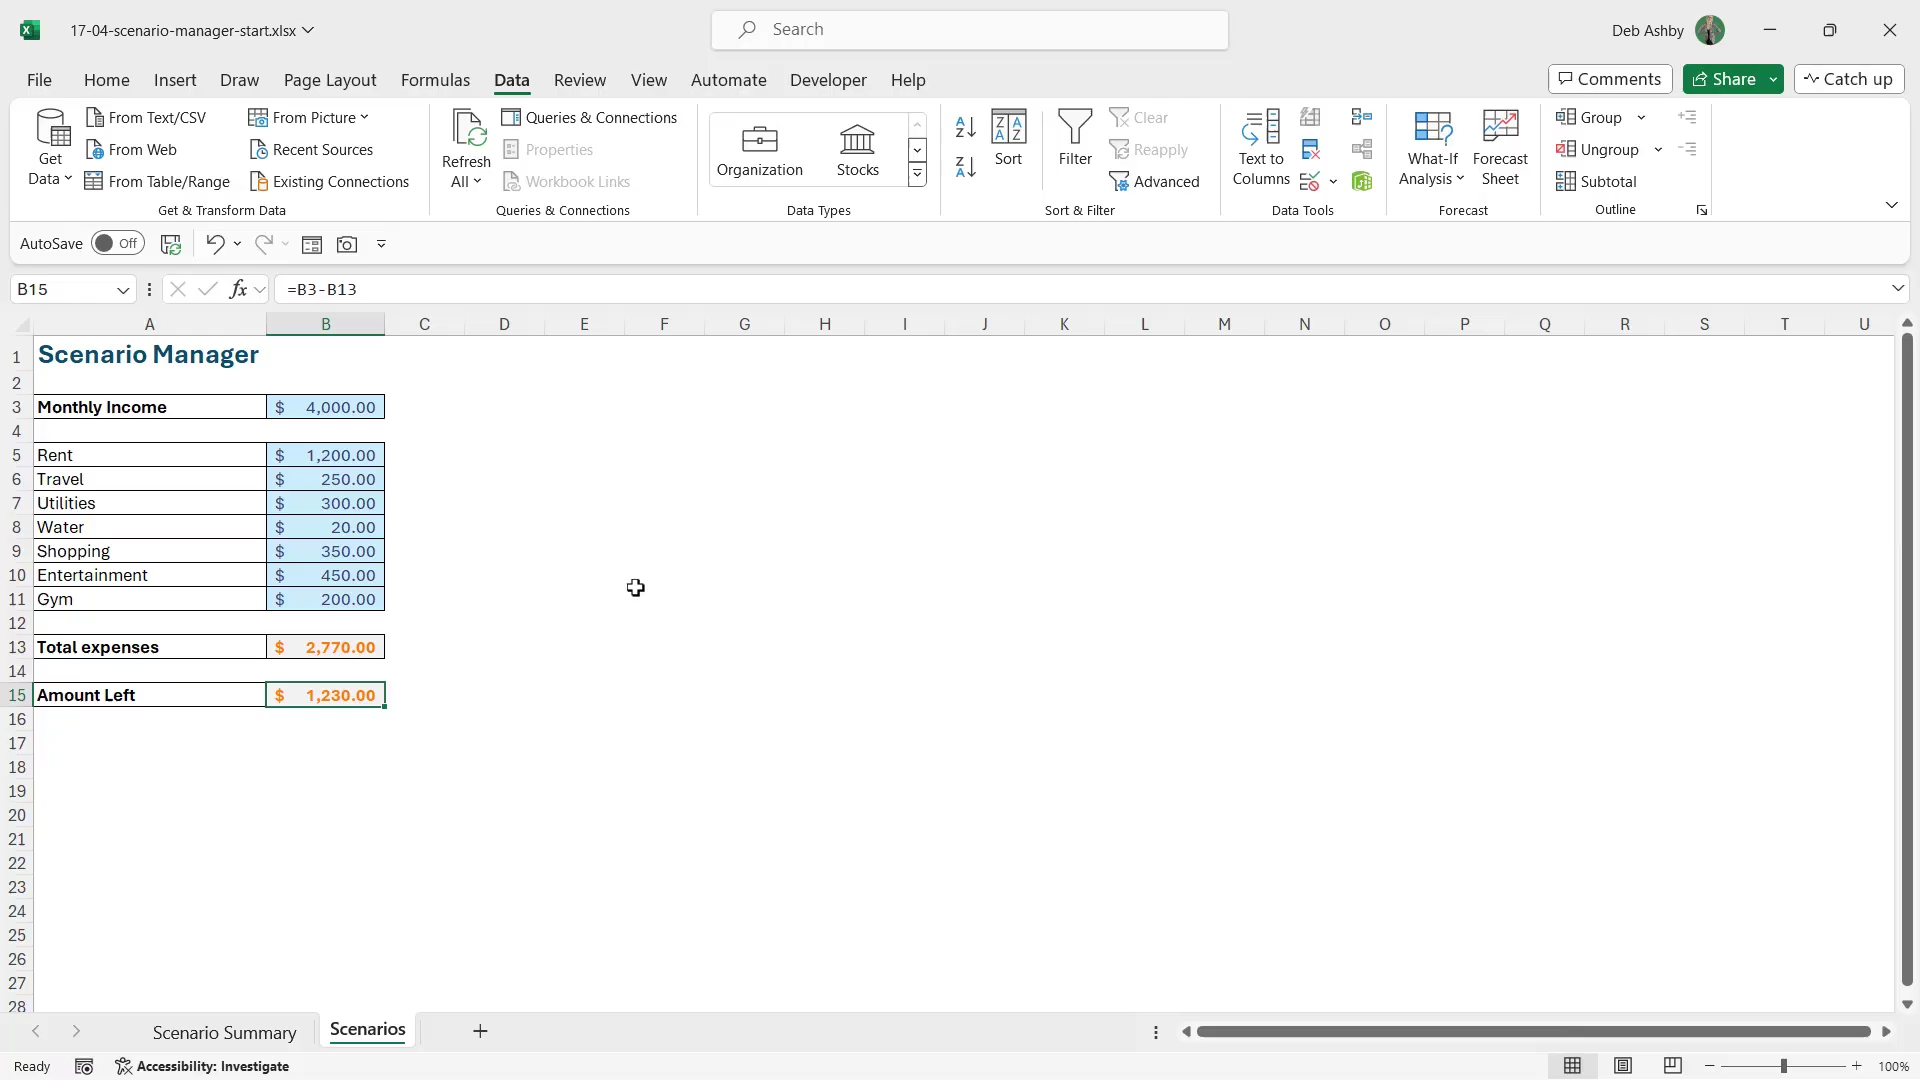 17-04-scenario-manager-start.xlsx
Search
Deb Ashby
File Home Insert Draw Page Layout Formulas Data Review View Automate Developer Help
Comments Share Catch up
Get Data
From Text/CSV
From Web
From Table/Range
From Picture
Recent Sources
Existing Connections
Get & Transform Data
Refresh All
Queries & Connections
Properties
Workbook Links
Queries & Connections
Organization Stocks
Data Types
Sort
Filter
Clear
Reapply
Advanced
Sort & Filter
Text to Columns
Data Tools
What-If Analysis
Forecast Sheet
Forecast
Group
Ungroup
Subtotal
Outline
AutoSave Off
B15 fx =B3-B13
A B C D E F G H I J K L M N O P Q R S T U
1 Scenario Manager
2
3 Monthly Income $ 4,000.00
4
5 Rent $ 1,200.00
6 Travel $ 250.00
7 Utilities $ 300.00
8 Water $ 20.00
9 Shopping $ 350.00
10 Entertainment $ 450.00
11 Gym $ 200.00
12
13 Total expenses $ 2,770.00
14
15 Amount Left $ 1,230.00
16
17
18
19
20
21
22
23
24
25
26
27
28
Scenario Summary Scenarios
Ready Accessibility: Investigate 100%